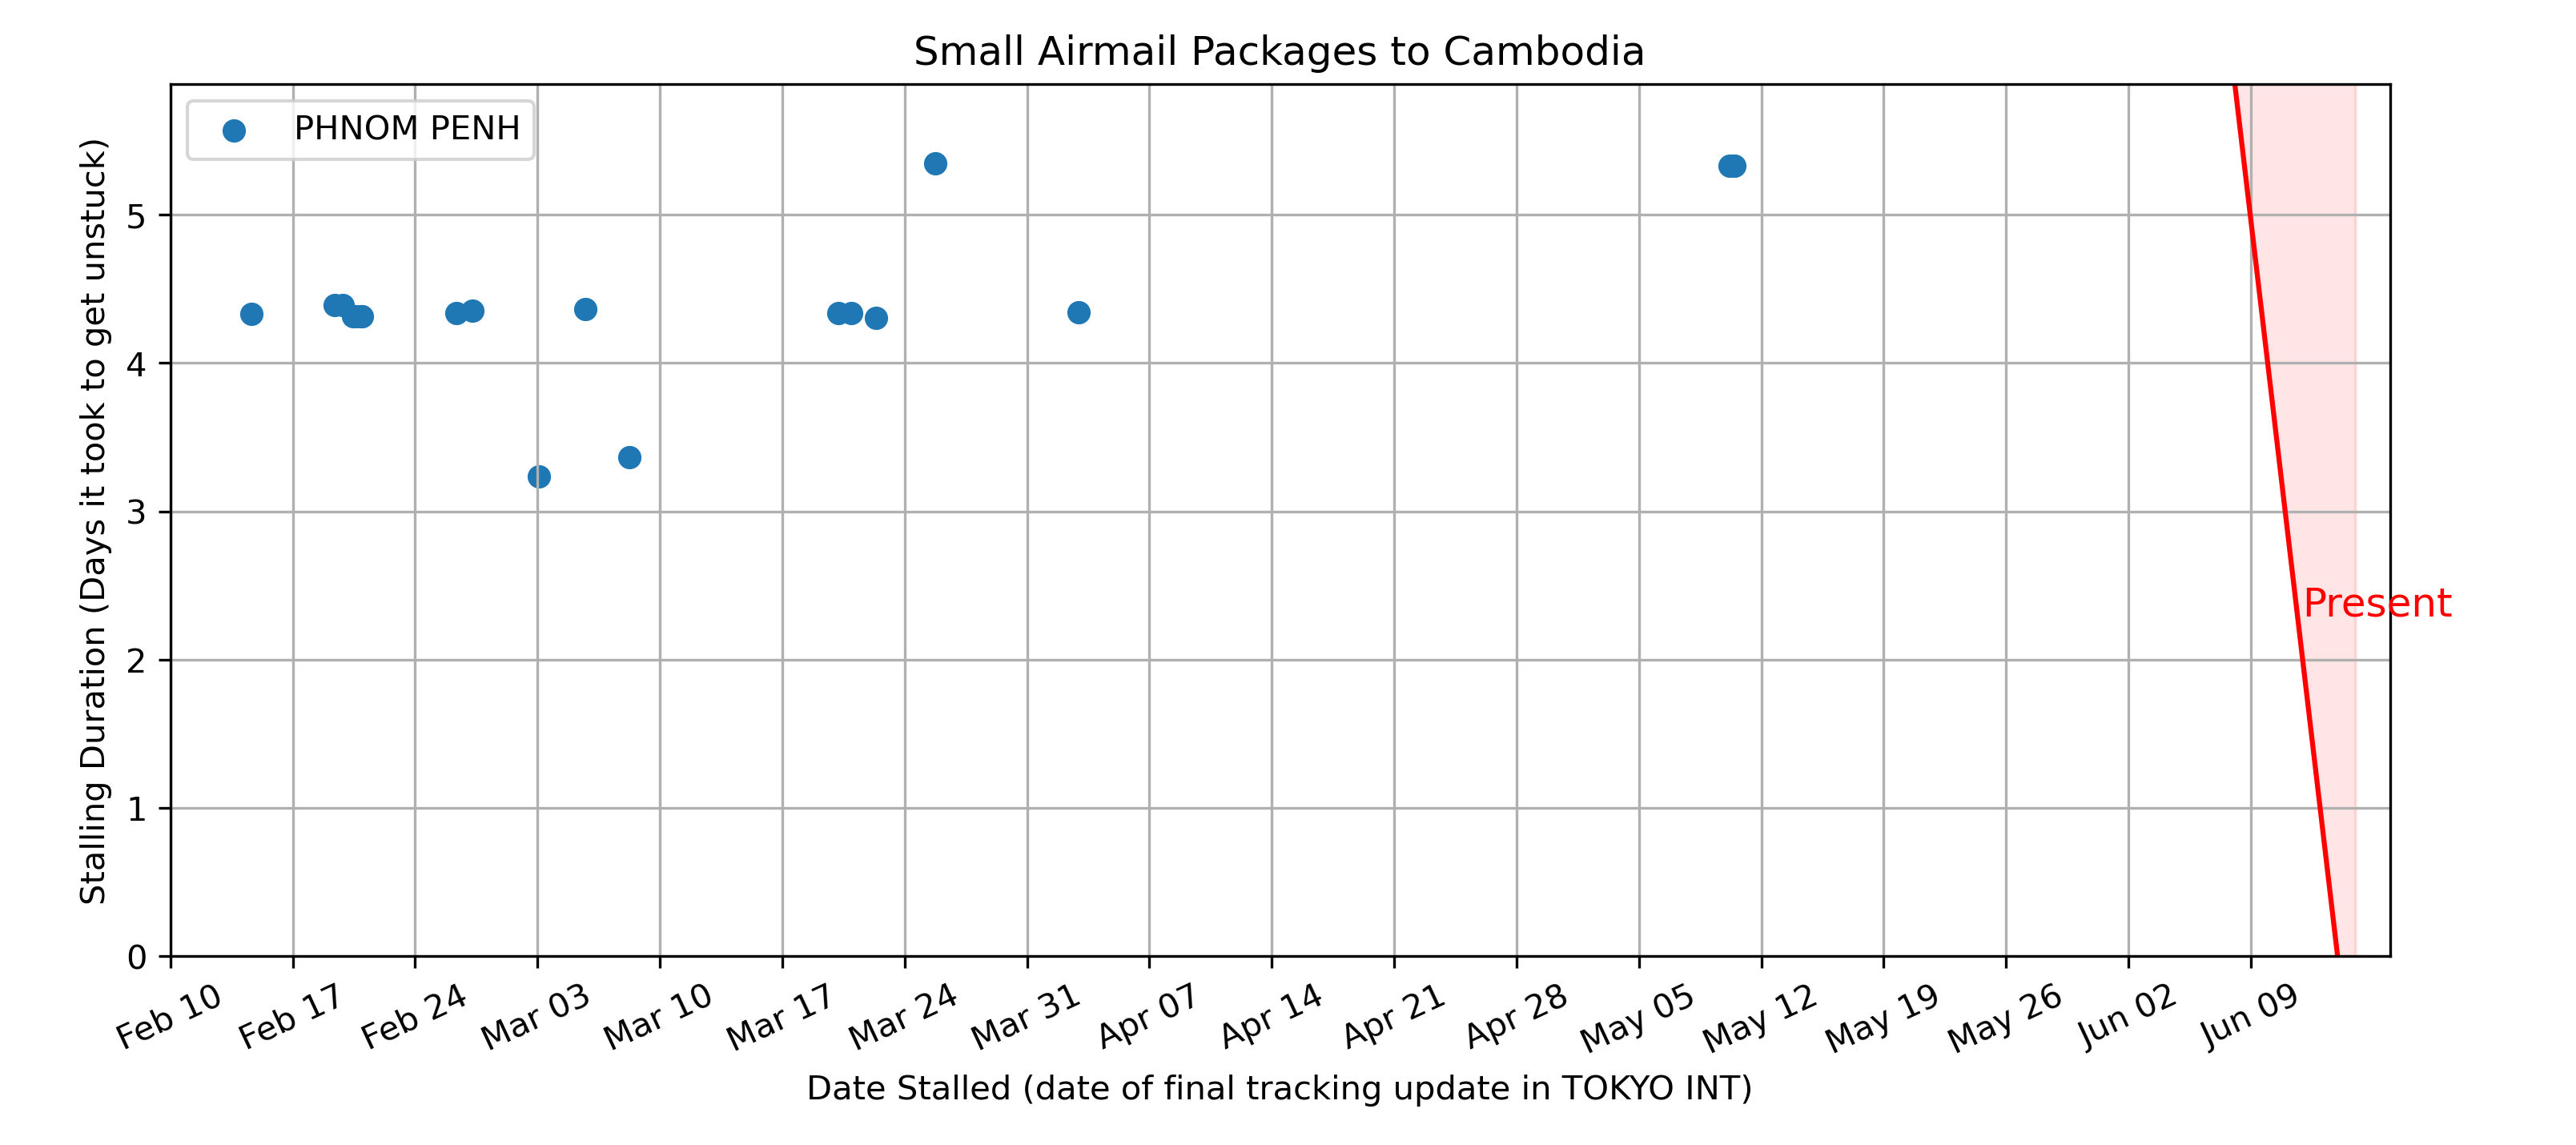 Small Airmail Packages to Cambodia
PHNOM PENH
Stalling Duration (Days it took to get unstuck)
5
4
3
2
1
0
Present
Feb 10
Feb 17
Feb 24
Mar 03
Mar 10
Mar 17
Mar 24
Mar 31
Apr 07
Apr 14
Apr 21
Apr 28
May 05
May 12
May 19
May 26
Jun 02
Jun 09
Date Stalled (date of final tracking update in TOKYO INT)